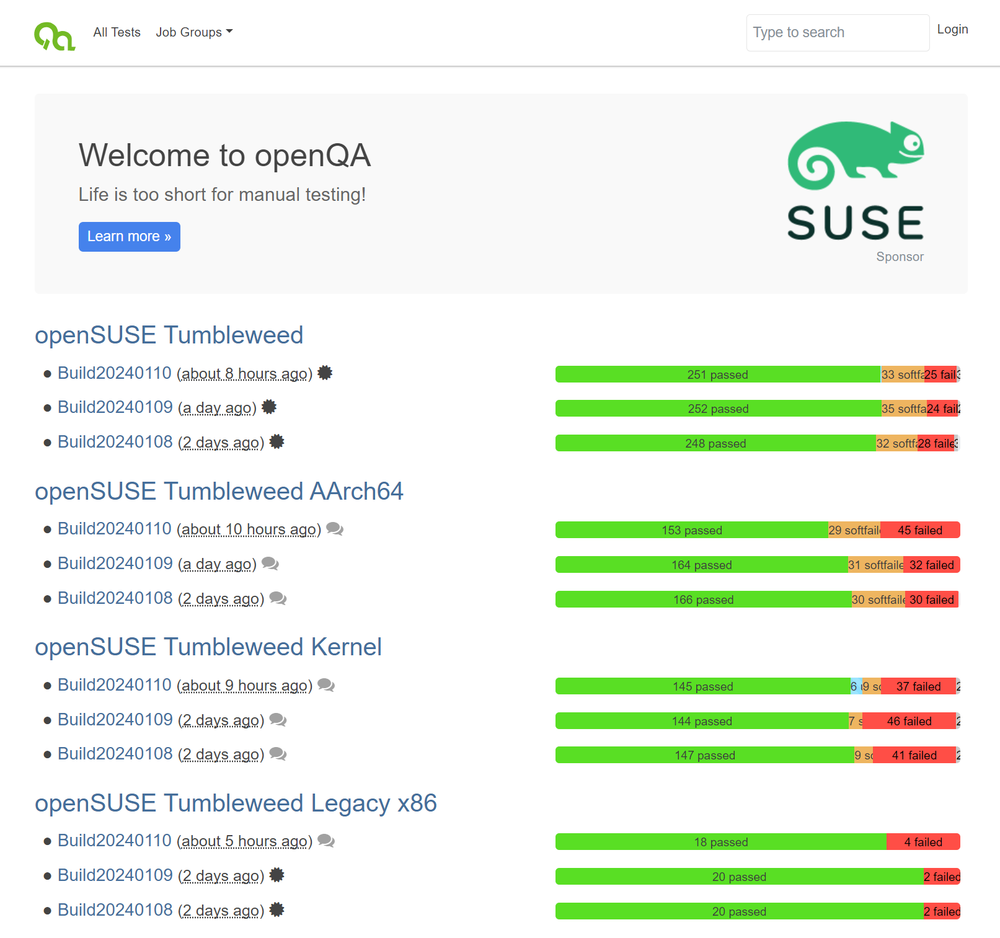 All Tests Job Groups Type to search Login
Welcome to openQA
Life is too short for manual testing!
Learn more »
SUSE
Sponsor
openSUSE Tumbleweed
Build20240110 (about 8 hours ago) 251 passed 33 softfa 25 fail 3
Build20240109 (a day ago) 252 passed 35 softfa 24 fail 2
Build20240108 (2 days ago) 248 passed 32 softfa 28 faile 3
openSUSE Tumbleweed AArch64
Build20240110 (about 10 hours ago) 153 passed 29 softfail 45 failed
Build20240109 (a day ago) 164 passed 31 softfaile 32 failed
Build20240108 (2 days ago) 166 passed 30 softfaile 30 failed
openSUSE Tumbleweed Kernel
Build20240110 (about 9 hours ago) 145 passed 6 9 so 37 failed 2
Build20240109 (2 days ago) 144 passed 7 s 46 failed 2
Build20240108 (2 days ago) 147 passed 9 so 41 failed 2
openSUSE Tumbleweed Legacy x86
Build20240110 (about 5 hours ago) 18 passed 4 failed
Build20240109 (2 days ago) 20 passed 2 failed
Build20240108 (2 days ago) 20 passed 2 failed